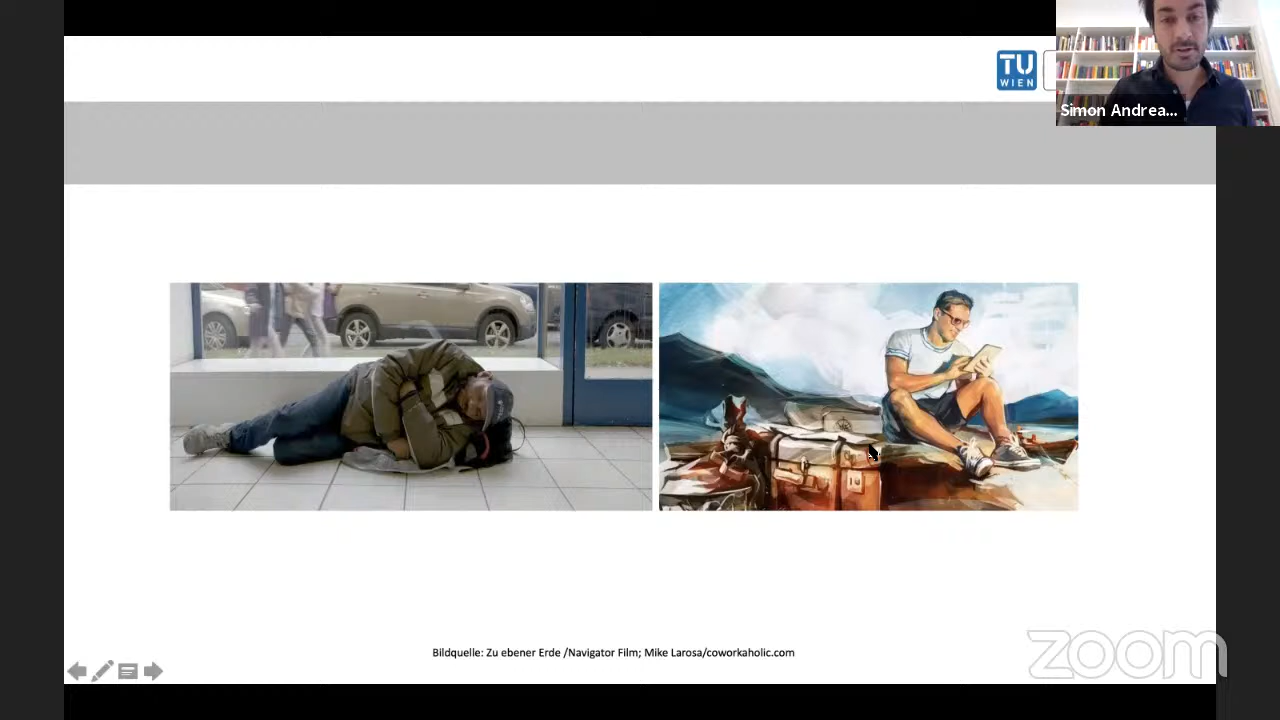 TU
WIEN
Simon Andrea...
Bildquelle: Zu ebener Erde /Navigator Film; Mike Larosa/coworkaholic.com
zoom